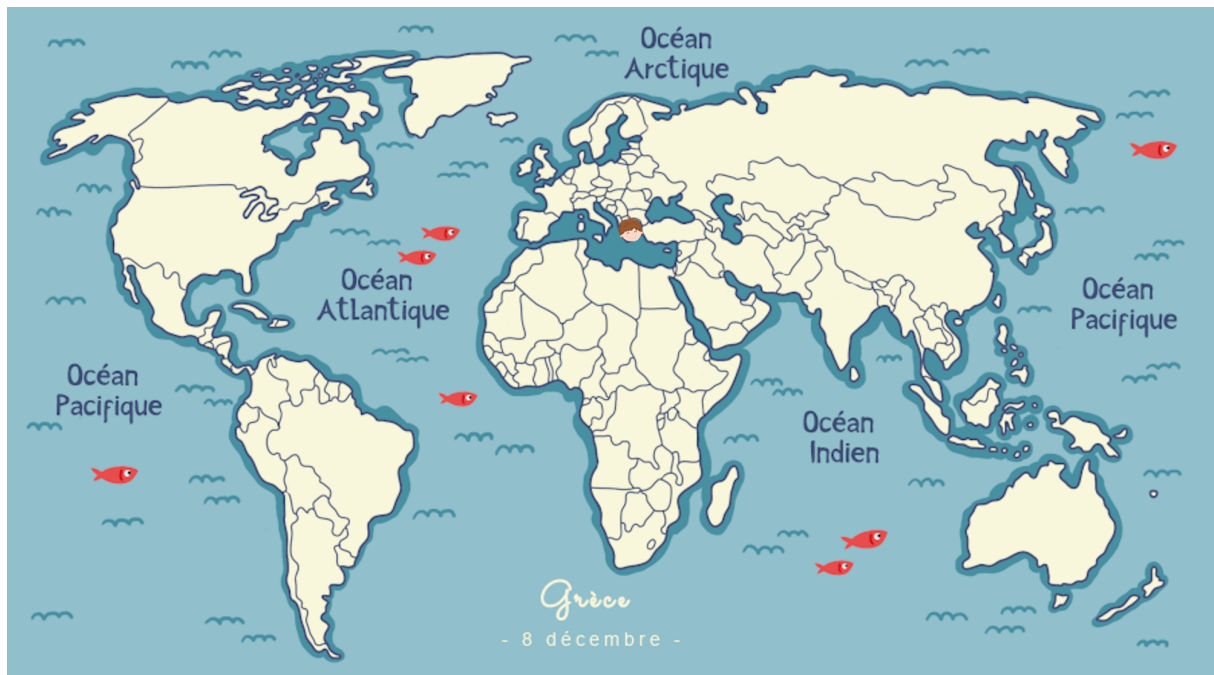 Océan
Arctique
Océan
Atlantique
Océan
Pacifique
Océan
Pacifique
Océan
Indien
Grèce
- 8 décembre -